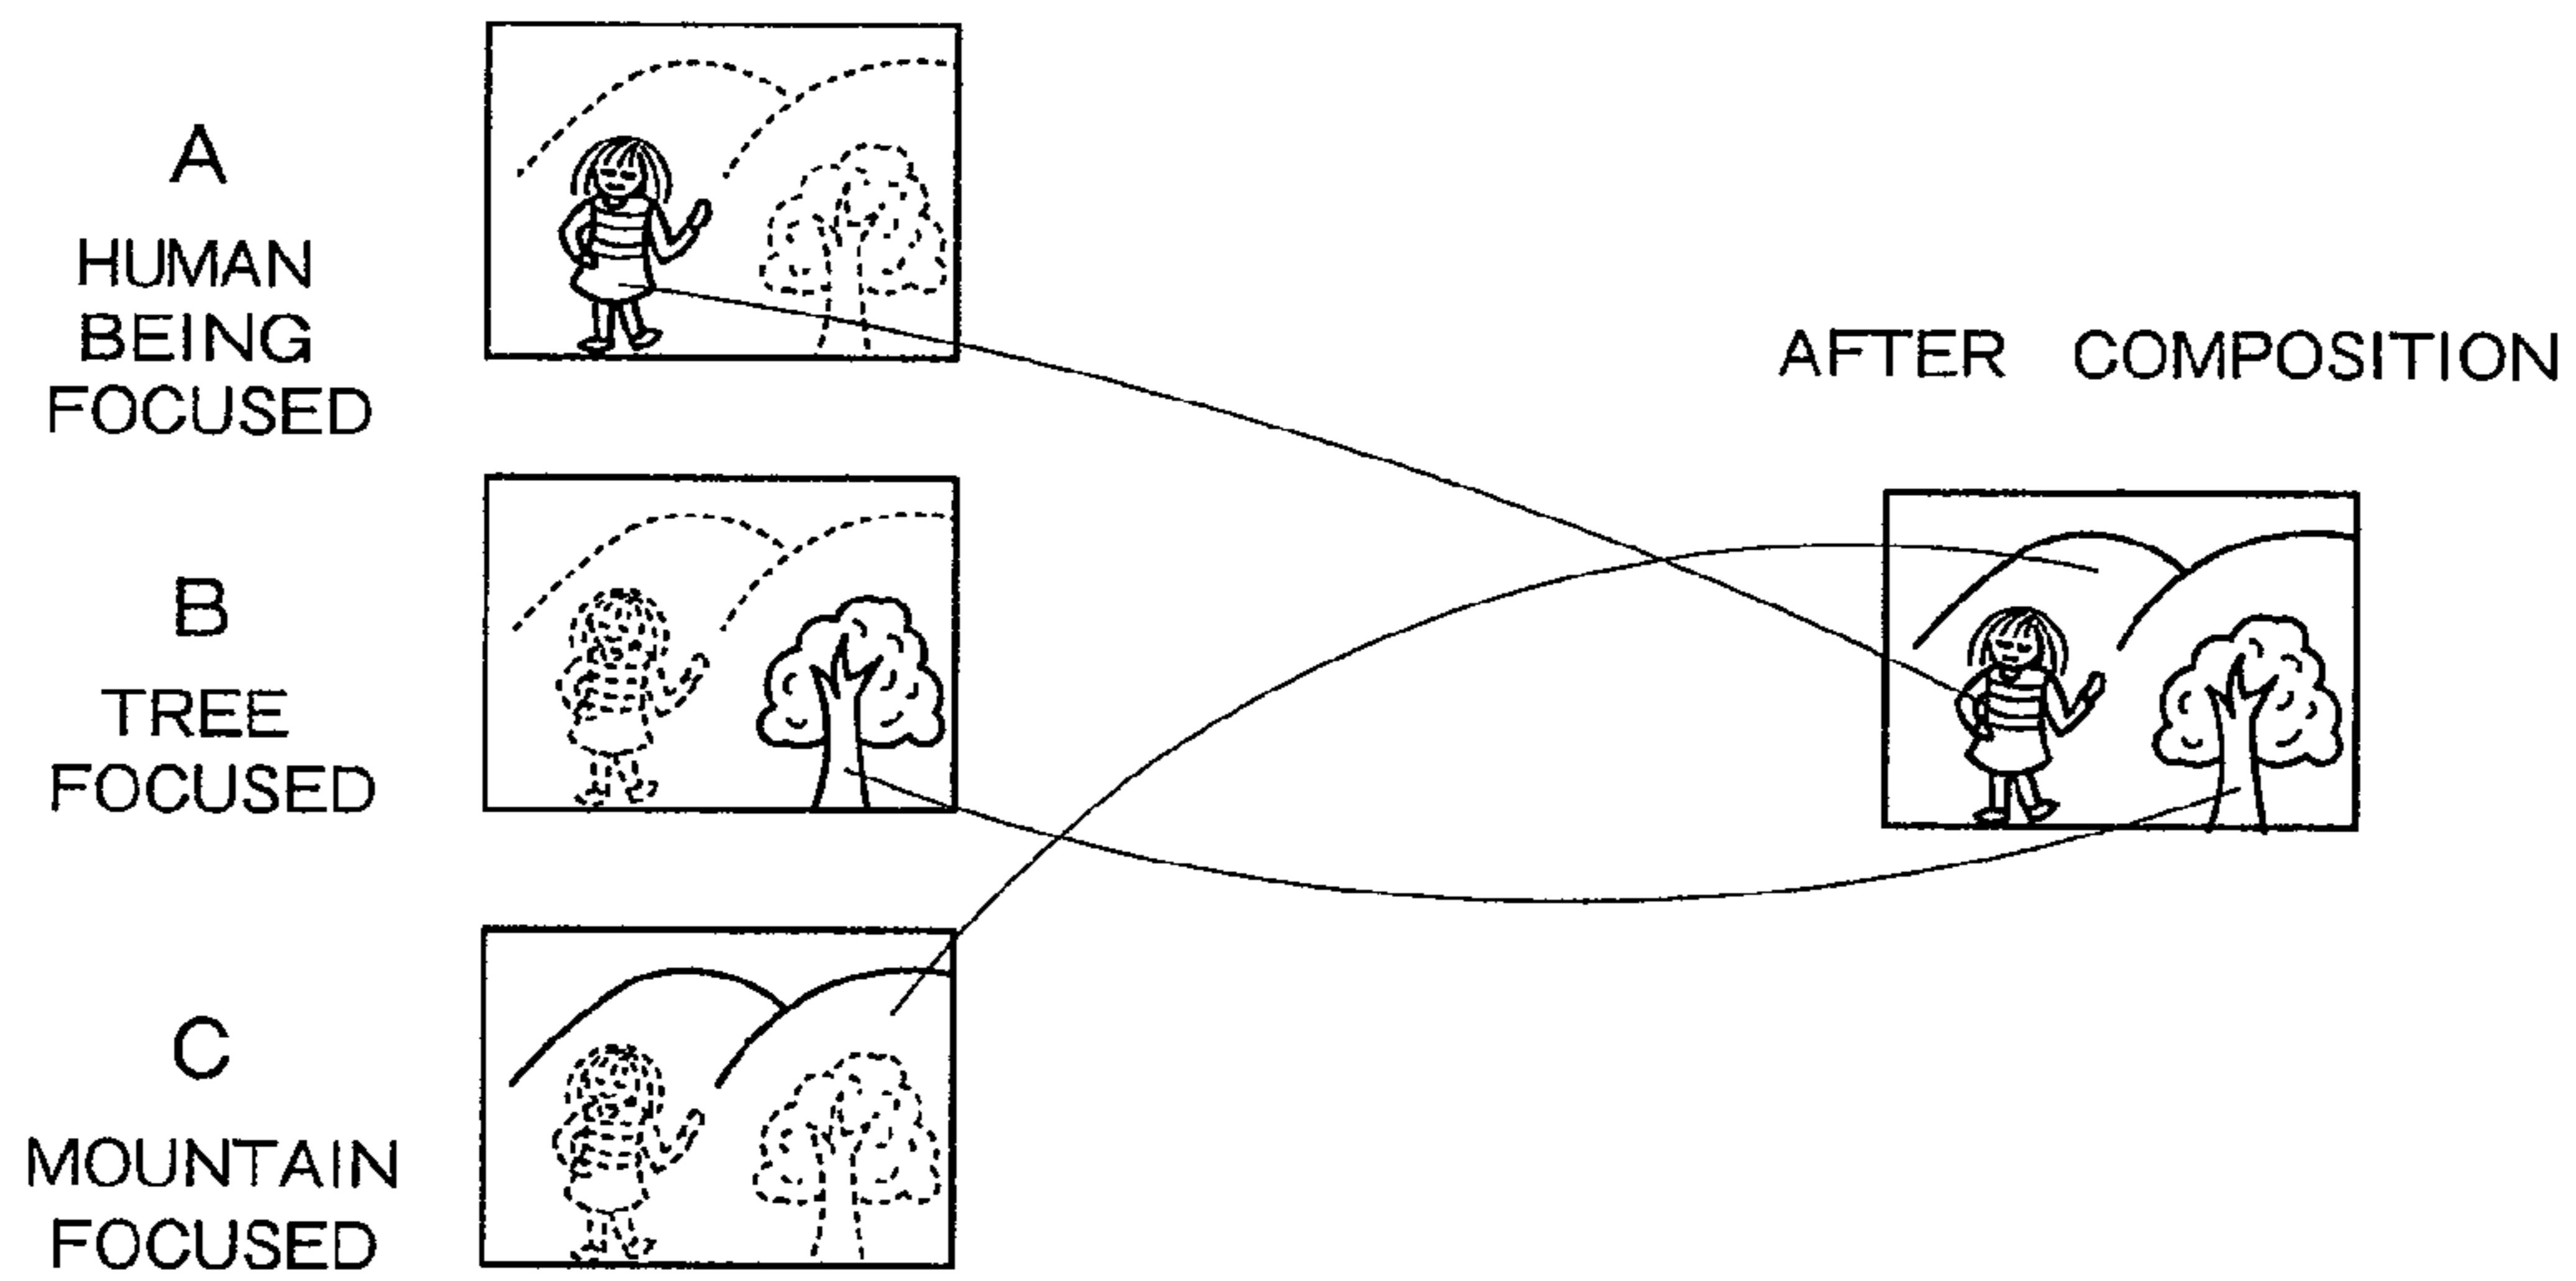 A
HUMAN
BEING
FOCUSED
AFTER COMPOSITION
B
TREE
FOCUSED
C
MOUNTAIN
FOCUSED